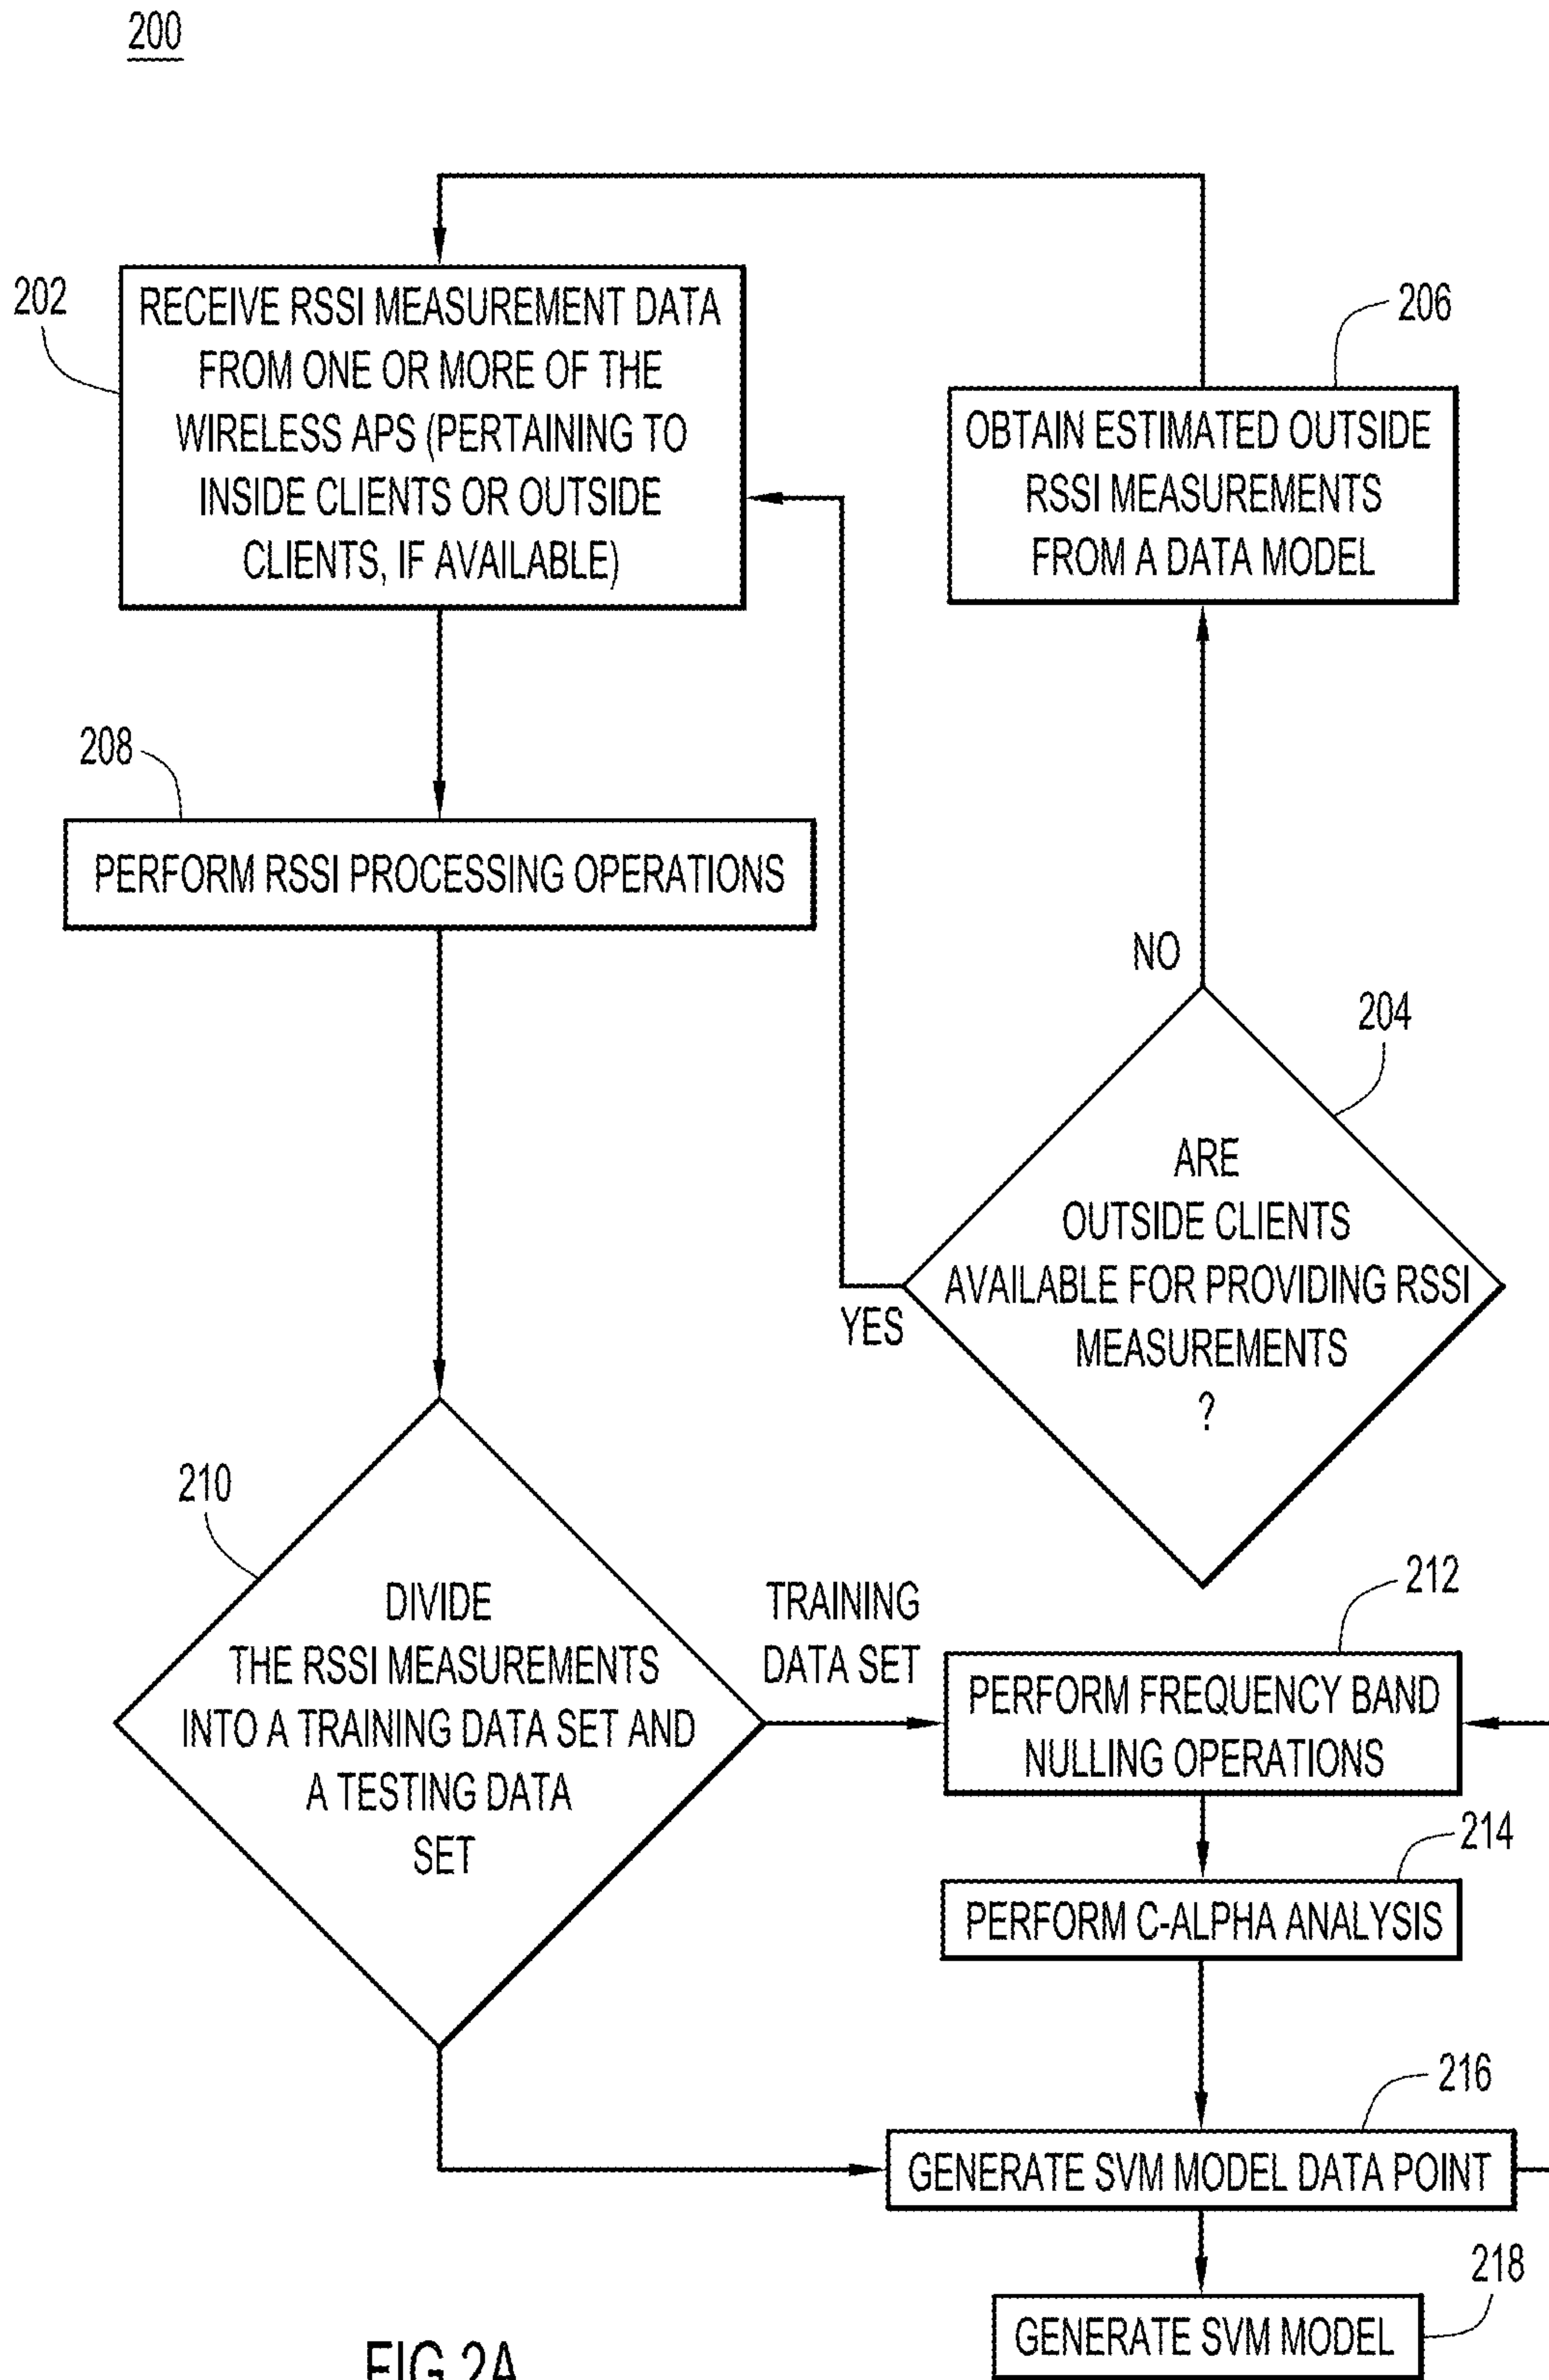 200
202
RECEIVE RSSI MEASUREMENT DATA
FROM ONE OR MORE OF THE
WIRELESS APS (PERTAINING TO
INSIDE CLIENTS OR OUTSIDE
CLIENTS, IF AVAILABLE)
206
OBTAIN ESTIMATED OUTSIDE
RSSI MEASUREMENTS
FROM A DATA MODEL
208
PERFORM RSSI PROCESSING OPERATIONS
NO
204
ARE
OUTSIDE CLIENTS
AVAILABLE FOR PROVIDING RSSI
MEASUREMENTS
?
YES
210
DIVIDE
THE RSSI MEASUREMENTS
INTO A TRAINING DATA SET AND
A TESTING DATA
SET
TRAINING
DATA SET
212
PERFORM FREQUENCY BAND
NULLING OPERATIONS
214
PERFORM C-ALPHA ANALYSIS
216
GENERATE SVM MODEL DATA POINT
218
GENERATE SVM MODEL
FIG.2A